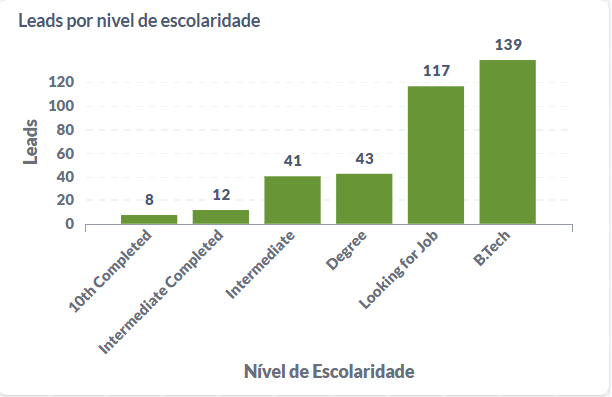 Leads por nivel de escolaridade
139
117
120
100
80
60
40
20
0
Leads
41
43
12
8
10th Completed
Intermediate Completed
Intermediate
Degree
Looking for Job
B.Tech
Nível de Escolaridade